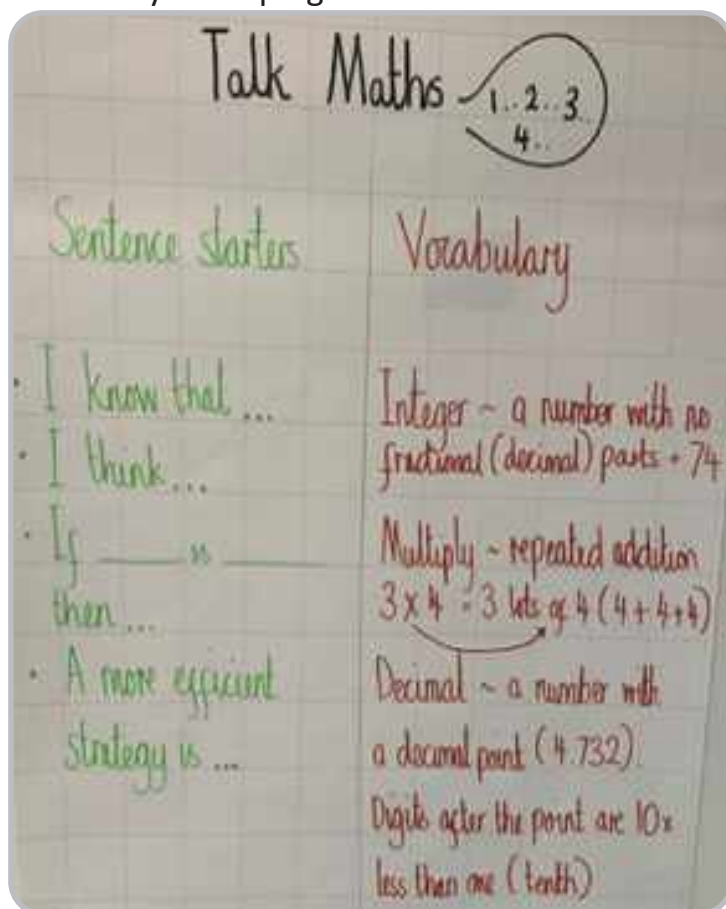 Talk Maths
1..2..3..
4..
Sentence starters
• I know that...
• I think...
• If ____ is ____
then...
• A more efficient
strategy is...
Vocabulary
Integer ~ a number with no
fractional (decimal) parts - 74
Multiply ~ repeated addition
3 x 4 = 3 lots of 4 (4+4+4)
Decimal ~ a number with
a decimal point (4.732).
Digits after the point are 10x
less than one (tenth)